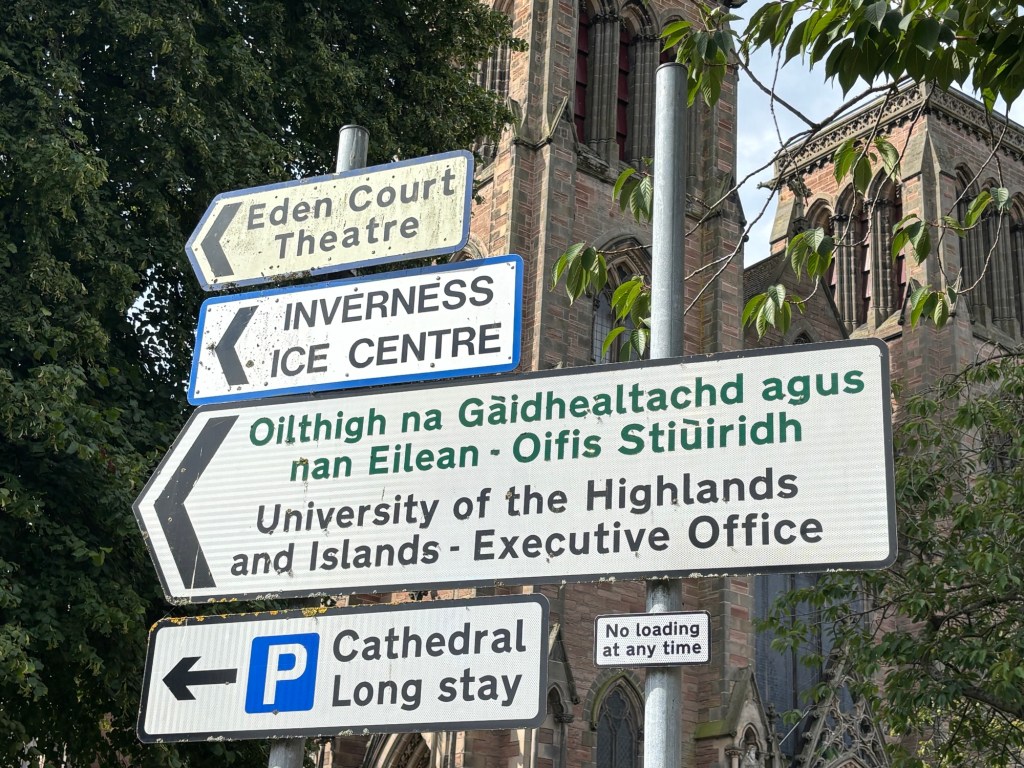 Eden Court
Theatre
INVERNESS
ICE CENTRE
Oilthigh na Gàidhealtachd agus
nan Eilean - Oifis Stiùiridh
University of the Highlands
and Islands - Executive Office
P Cathedral
Long stay
No loading
at any time